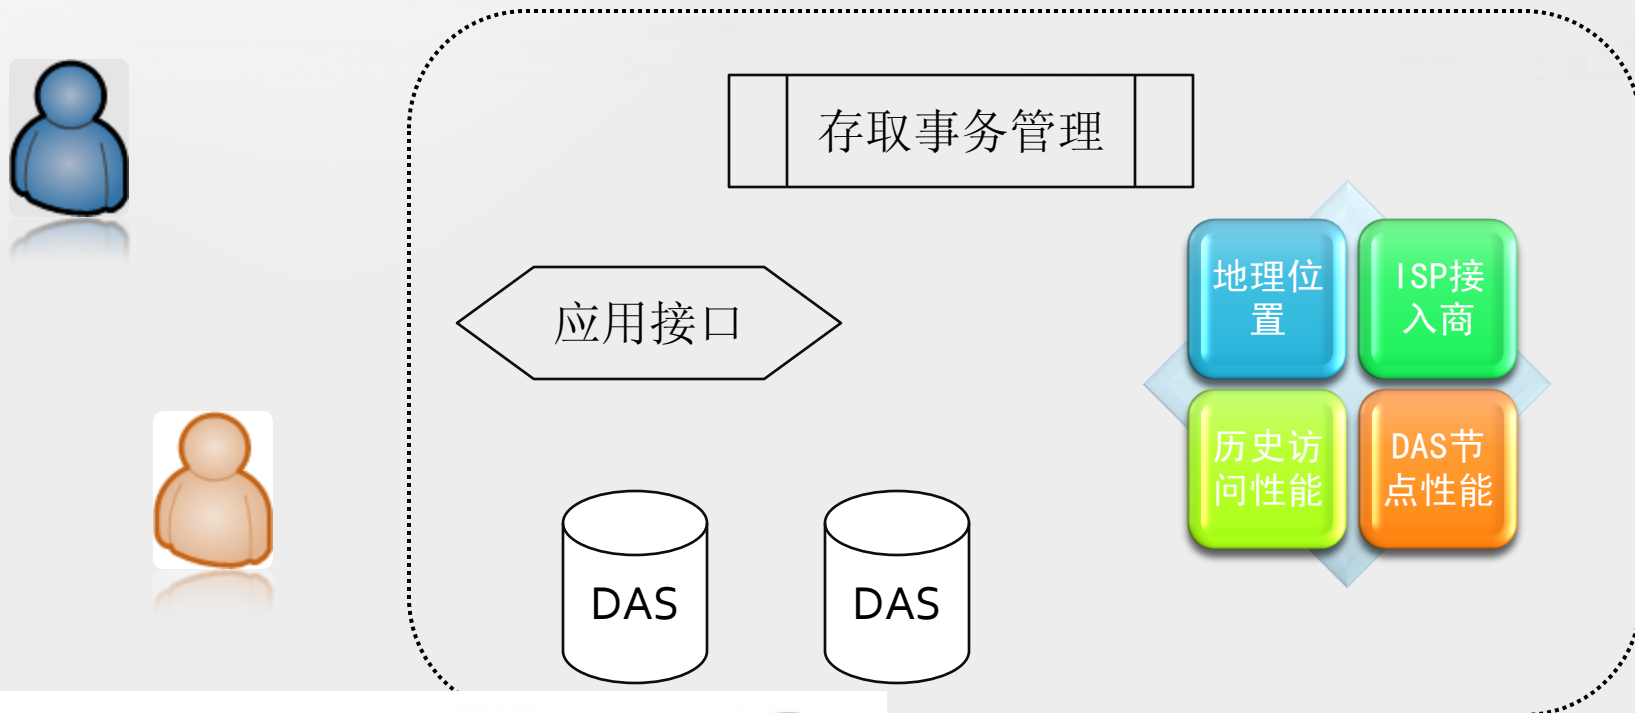 存取事务管理
地理位
置
ISP接
入商
应用接口
历史访
问性能
DAS节
点性能
DAS
DAS